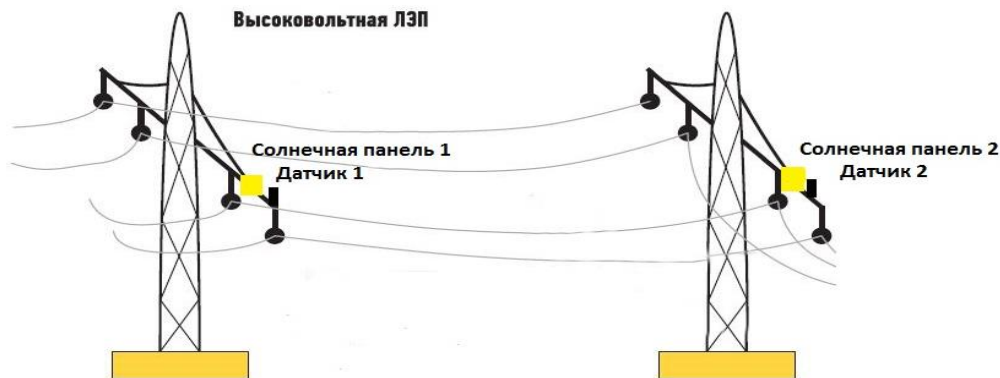 Высоковольтная ЛЭП
Солнечная панель 1
Датчик 1
Солнечная панель 2
Датчик 2